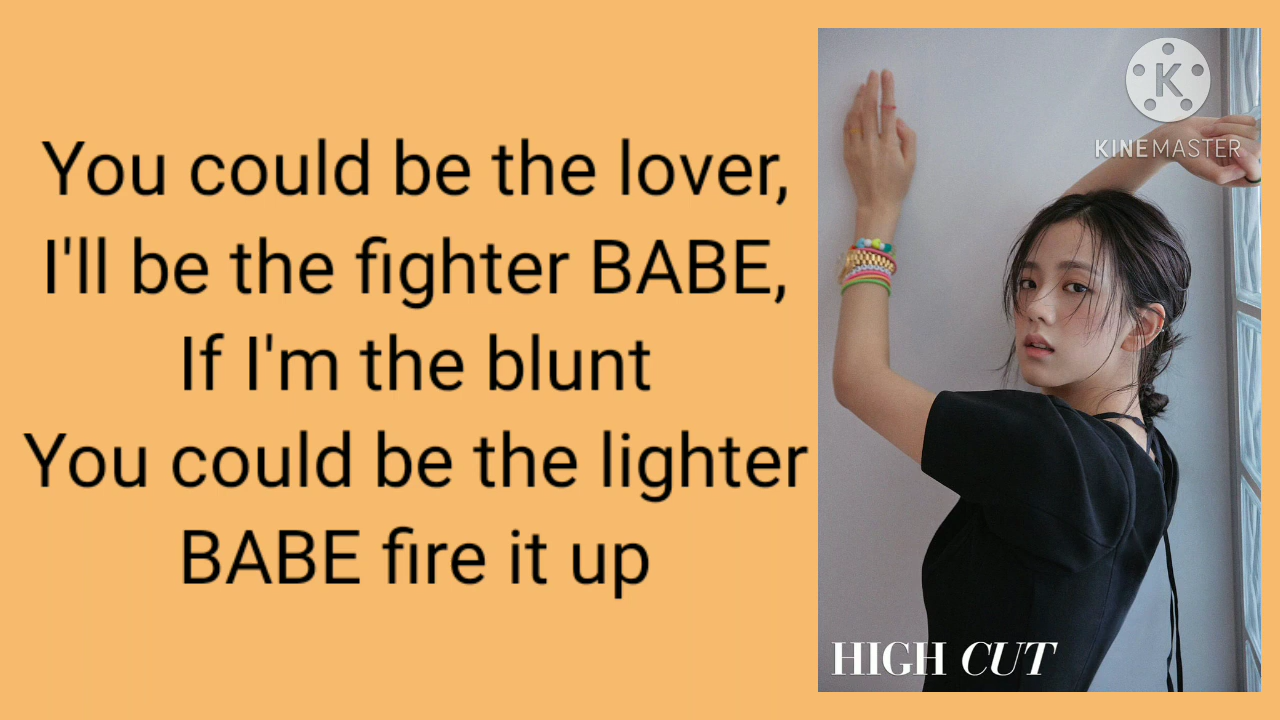 You could be the lover,
I'll be the fighter BABE,
If I'm the blunt
You could be the lighter
BABE fire it up
K
KINEMASTER
HIGH CUT